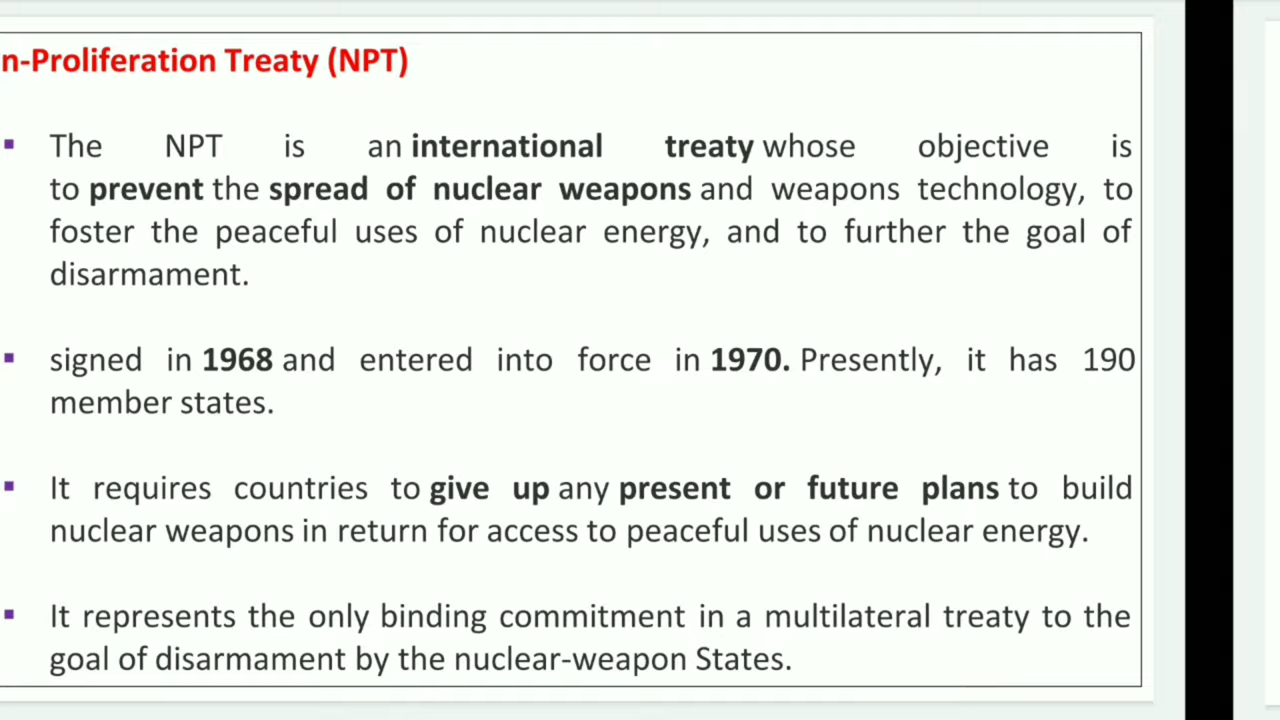 n-Proliferation Treaty (NPT)
▪ The NPT is an international treaty whose objective is
to prevent the spread of nuclear weapons and weapons technology, to
foster the peaceful uses of nuclear energy, and to further the goal of
disarmament.
▪ signed in 1968 and entered into force in 1970. Presently, it has 190
member states.
▪ It requires countries to give up any present or future plans to build
nuclear weapons in return for access to peaceful uses of nuclear energy.
▪ It represents the only binding commitment in a multilateral treaty to the
goal of disarmament by the nuclear-weapon States.